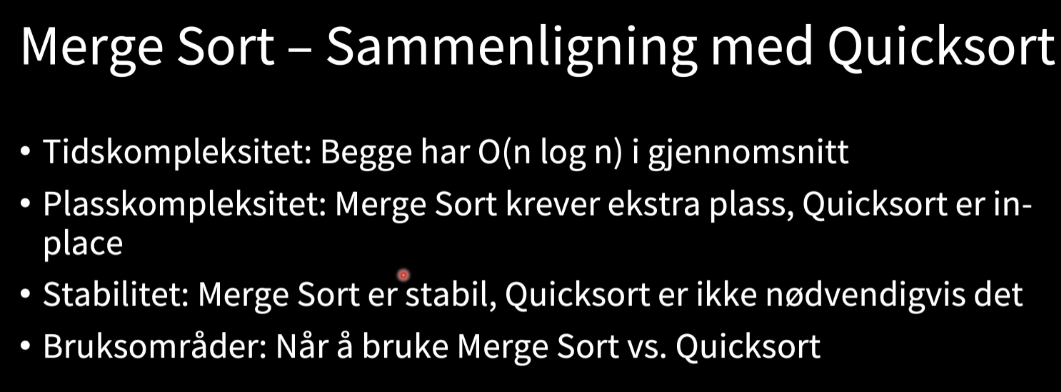 Merge Sort – Sammenligning med Quicksort
• Tidskompleksitet: Begge har O(n log n) i gjennomsnitt
• Plasskompleksitet: Merge Sort krever ekstra plass, Quicksort er in-
place
• Stabilitet: Merge Sort er stabil, Quicksort er ikke nødvendigvis det
• Bruksområder: Når å bruke Merge Sort vs. Quicksort